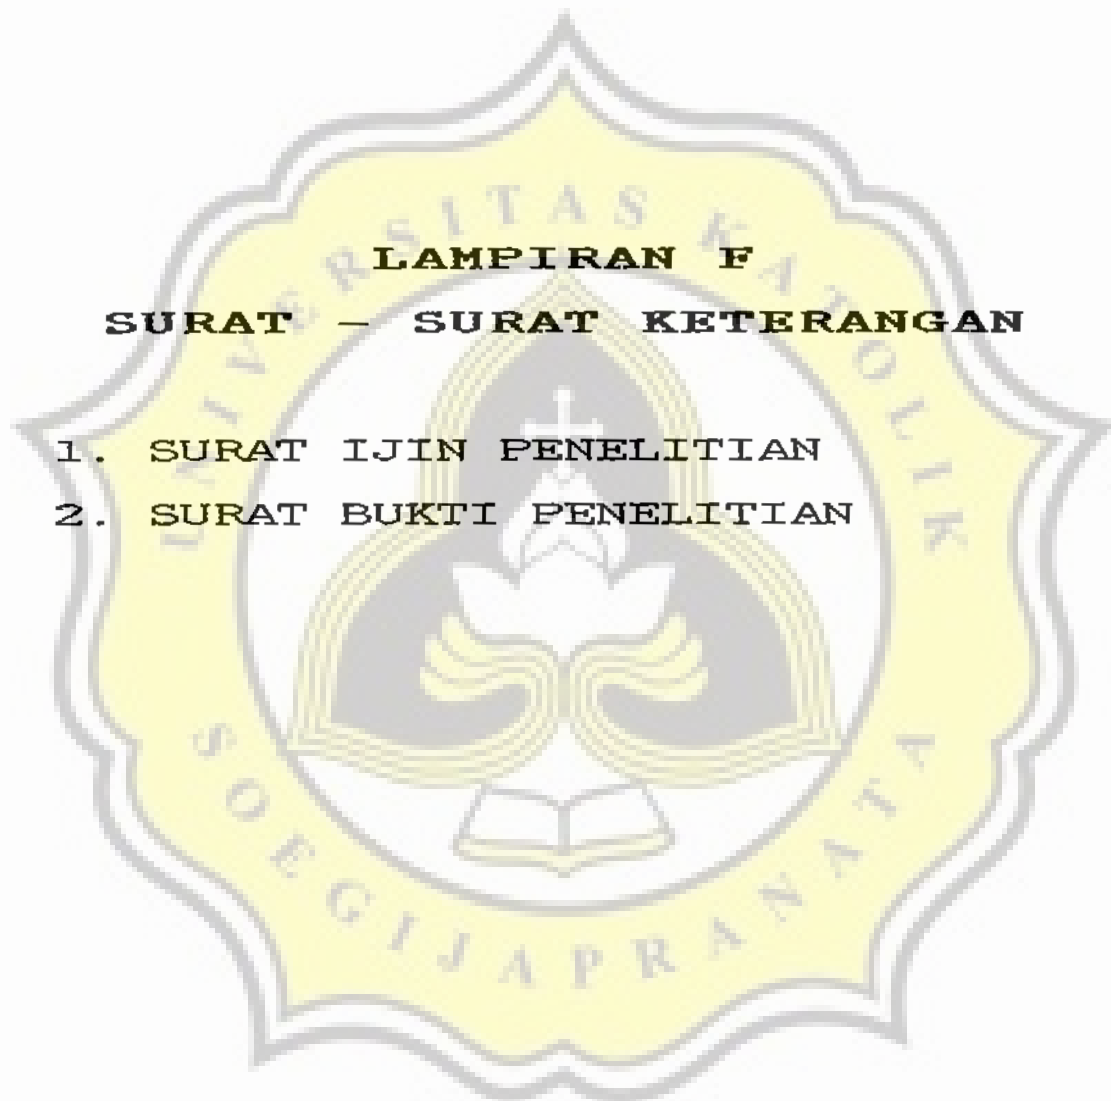 LAMPIRAN F
SURAT – SURAT KETERANGAN
1. SURAT IJIN PENELITIAN
2. SURAT BUKTI PENELITIAN
UNIVERSITAS KATOLIK
SOEGIJAPRANATA